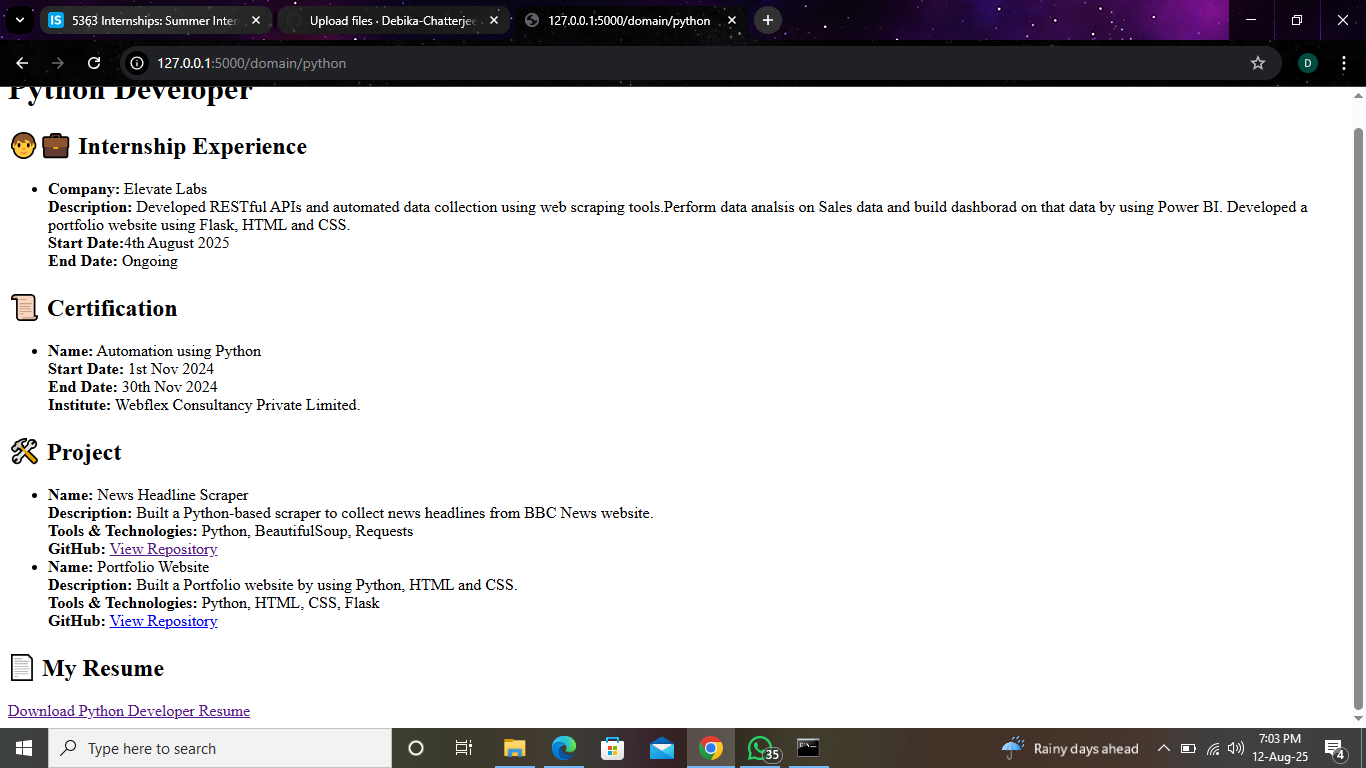 5363 Internships: Summer Inter
Upload files · Debika-Chatterjee
127.0.0.1:5000/domain/python
127.0.0.1:5000/domain/python
D
Python Developer
Internship Experience
Company: Elevate Labs
Description: Developed RESTful APIs and automated data collection using web scraping tools.Perform data analsis on Sales data and build dashborad on that data by using Power BI. Developed a
portfolio website using Flask, HTML and CSS.
Start Date:4th August 2025
End Date: Ongoing
Certification
Name: Automation using Python
Start Date: 1st Nov 2024
End Date: 30th Nov 2024
Institute: Webflex Consultancy Private Limited.
Project
Name: News Headline Scraper
Description: Built a Python-based scraper to collect news headlines from BBC News website.
Tools & Technologies: Python, BeautifulSoup, Requests
GitHub: View Repository
Name: Portfolio Website
Description: Built a Portfolio website by using Python, HTML and CSS.
Tools & Technologies: Python, HTML, CSS, Flask
GitHub: View Repository
My Resume
Download Python Developer Resume
Type here to search
35
Rainy days ahead
7:03 PM
12-Aug-25
4